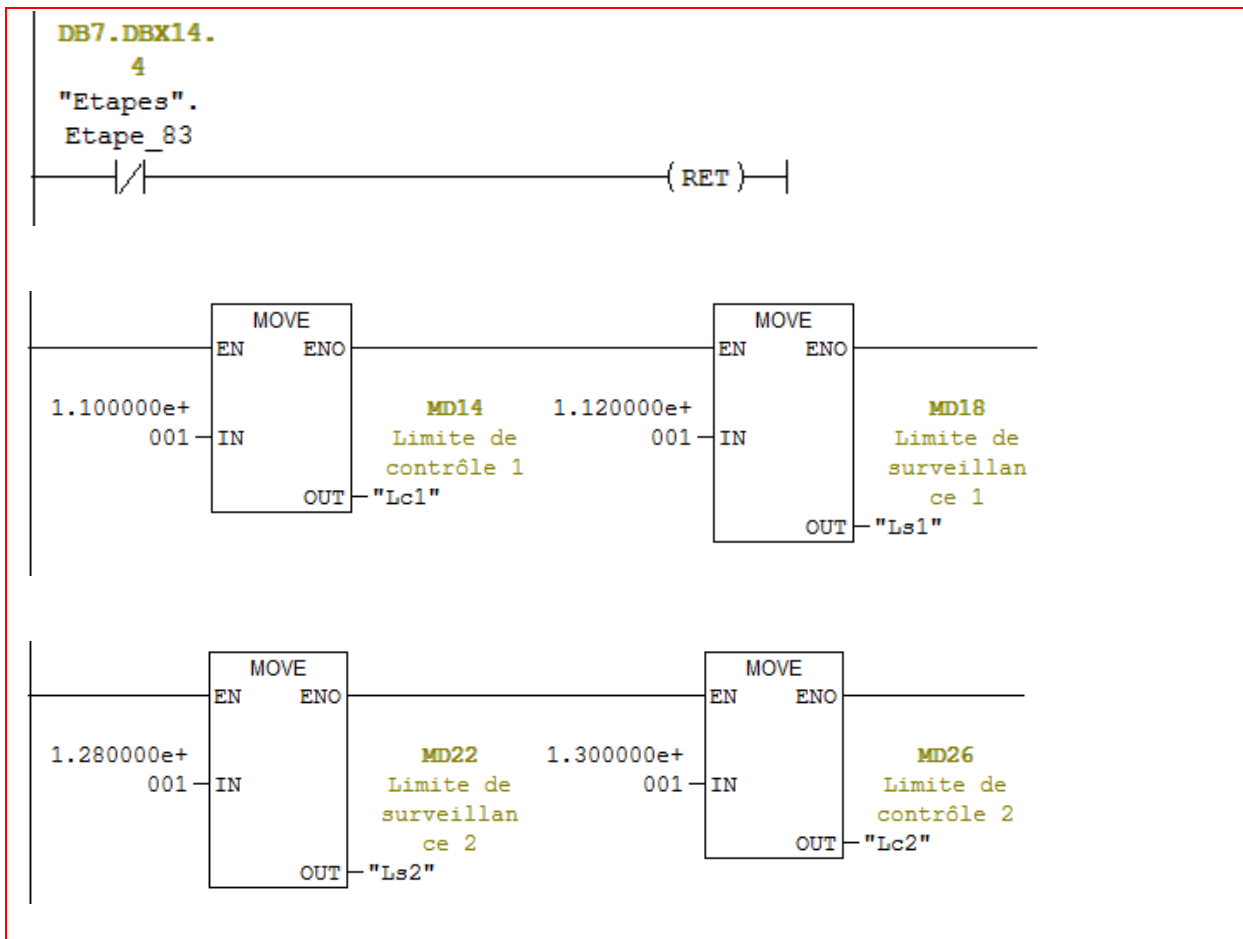 DB7.DBX14.
4
"Etapes".
Etape_83
RET
MOVE
EN ENO
1.100000e+
001 IN
MD14
Limite de
contrôle 1
OUT "Lc1"
MOVE
EN ENO
1.120000e+
001 IN
MD18
Limite de
surveillan
ce 1
OUT "Ls1"
MOVE
EN ENO
1.280000e+
001 IN
MD22
Limite de
surveillan
ce 2
OUT "Ls2"
MOVE
EN ENO
1.300000e+
001 IN
MD26
Limite de
contrôle 2
OUT "Lc2"